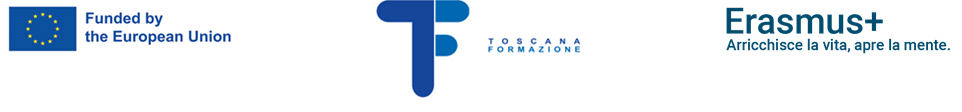 Funded by
the European Union
TOSCANA
FORMAZIONE
Erasmus+
Arricchisce la vita, apre la mente.